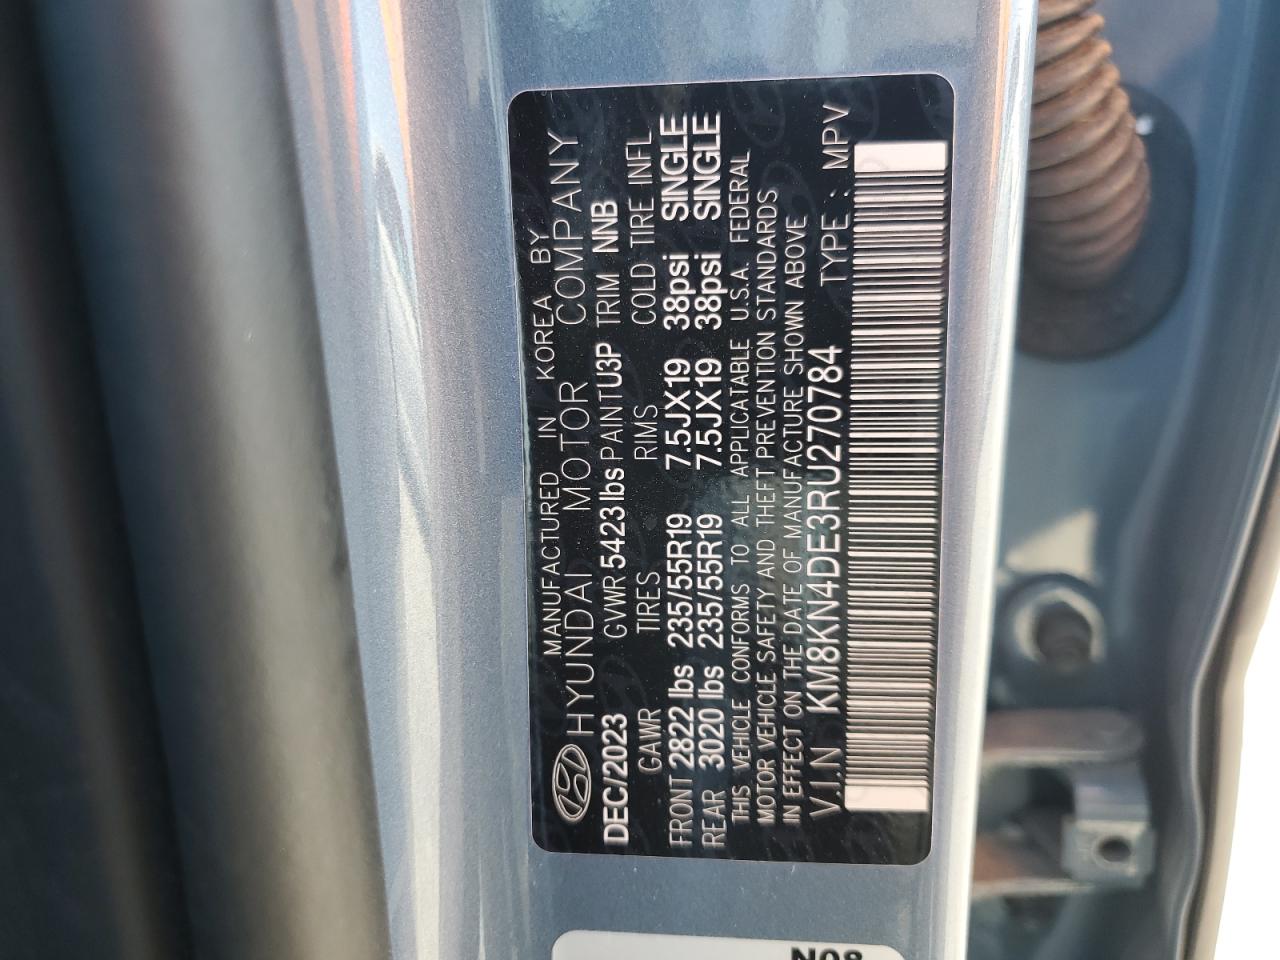 MANUFACTURED IN KOREA BY
HYUNDAI MOTOR COMPANY
DEC/2023 GVWR 5423 lbs PAINT U3P TRIM NNB
GAWR TIRES RIMS COLD TIRE INFL
FRONT 2822 lbs 235/55R19 7.5JX19 38psi SINGLE
REAR 3020 lbs 235/55R19 7.5JX19 38psi SINGLE
THIS VEHICLE CONFORMS TO ALL APPLICATABLE U.S.A. FEDERAL
MOTOR VEHICLE SAFETY AND THEFT PREVENTION STANDARDS
IN EFFECT ON THE DATE OF MANUFACTURE SHOWN ABOVE
V.I.N KM8KN4DE3RU270784 TYPE : MPV
N08